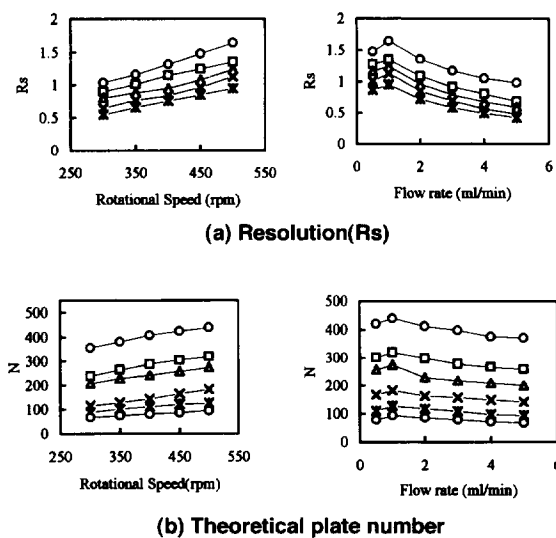 2
1.5
Rs
1
0.5
0
250 350 450 550
Rotational Speed (rpm)
2
1.5
Rs
1
0.5
0
0 2 4 6
Flow rate (ml/min)
(a) Resolution(Rs)
500
400
300
N
200
100
0
250 350 450 550
Rotational Speed(rpm)
500
400
300
N
200
100
0
0 2 4
Flow rate (ml/min)
(b) Theoretical plate number